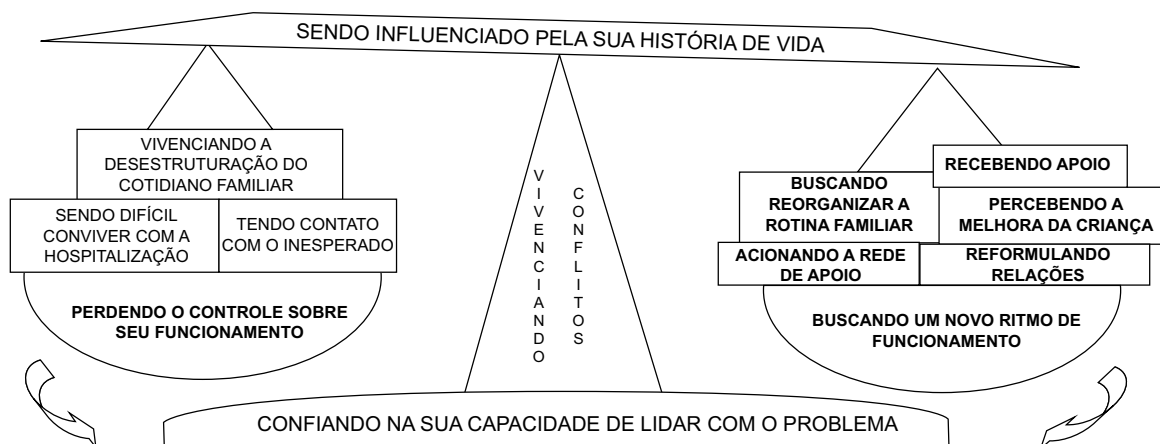 SENDO INFLUENCIADO PELA SUA HISTÓRIA DE VIDA
VIVENCIANDO A
DESESTRUTURAÇÃO DO
COTIDIANO FAMILIAR
SENDO DIFÍCIL
CONVIVER COM A
HOSPITALIZAÇÃO
TENDO CONTATO
COM O INESPERADO
PERDENDO O CONTROLE SOBRE
SEU FUNCIONAMENTO
VIVENCIANDO
CONFLITOS
RECEBENDO APOIO
BUSCANDO
REORGANIZAR A
ROTINA FAMILIAR
PERCEBENDO A
MELHORA DA CRIANÇA
ACIONANDO A REDE
DE APOIO
REFORMULANDO
RELAÇÕES
BUSCANDO UM NOVO RITMO DE
FUNCIONAMENTO
CONFIANDO NA SUA CAPACIDADE DE LIDAR COM O PROBLEMA